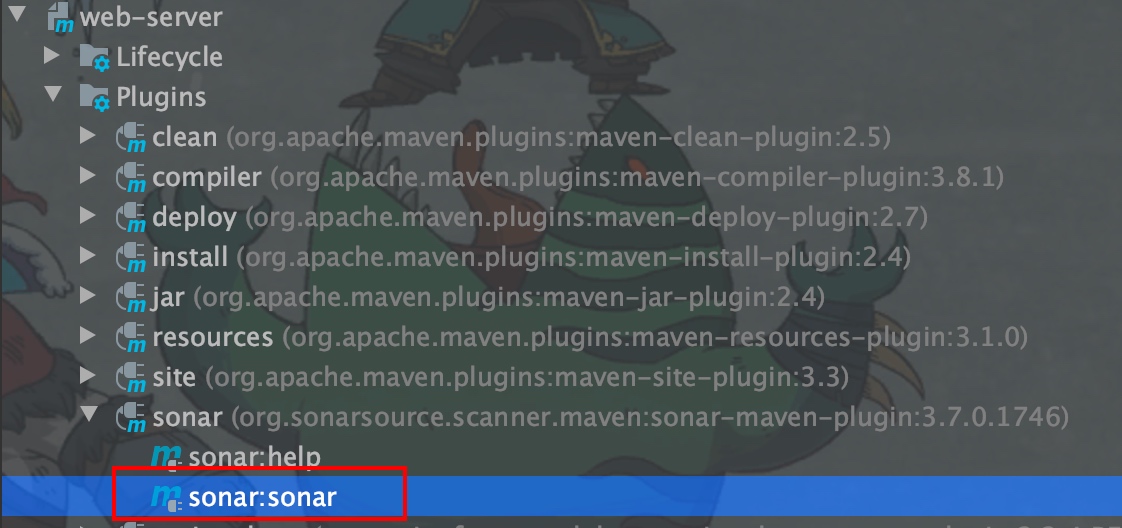 web-server
Lifecycle
Plugins
clean (org.apache.maven.plugins:maven-clean-plugin:2.5)
compiler (org.apache.maven.plugins:maven-compiler-plugin:3.8.1)
deploy (org.apache.maven.plugins:maven-deploy-plugin:2.7)
install (org.apache.maven.plugins:maven-install-plugin:2.4)
jar (org.apache.maven.plugins:maven-jar-plugin:2.4)
resources (org.apache.maven.plugins:maven-resources-plugin:3.1.0)
site (org.apache.maven.plugins:maven-site-plugin:3.3)
sonar (org.sonarsource.scanner.maven:sonar-maven-plugin:3.7.0.1746)
sonar:help
sonar:sonar